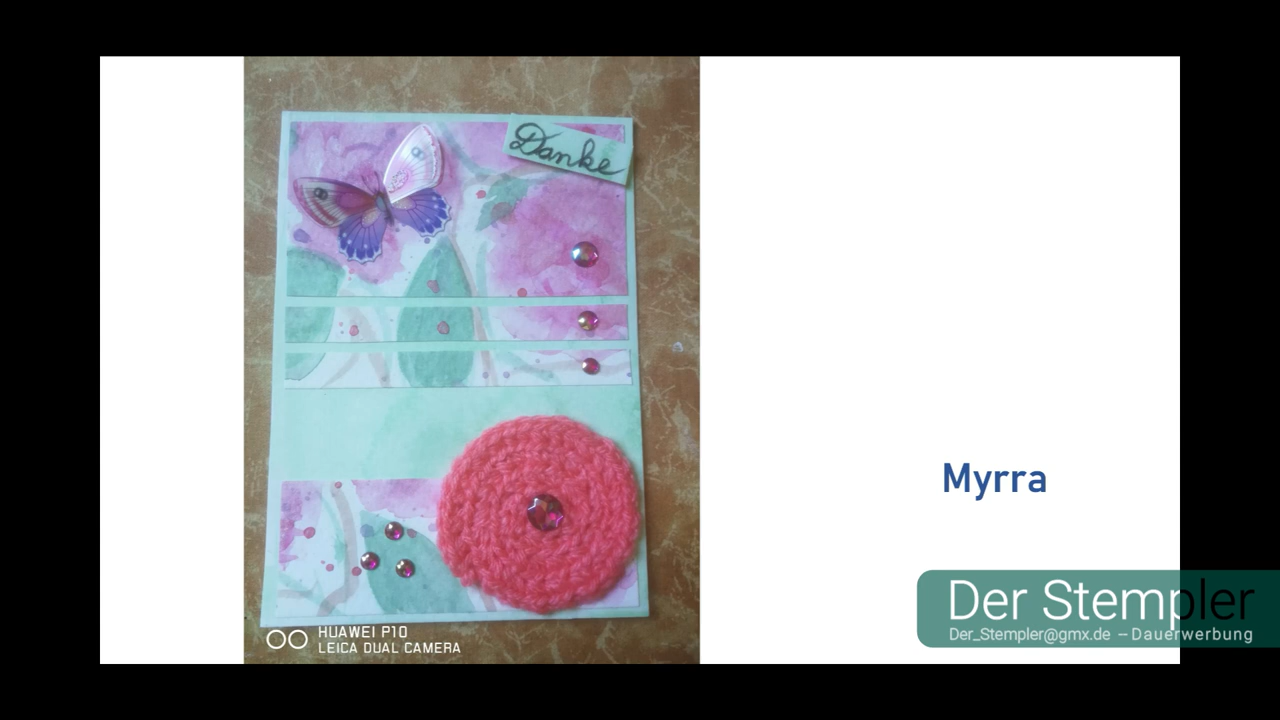 Danke
HUAWEI P10
LEICA DUAL CAMERA
Myrra
Der Stempler
Der_Stempler@gmx.de – Dauerwerbung